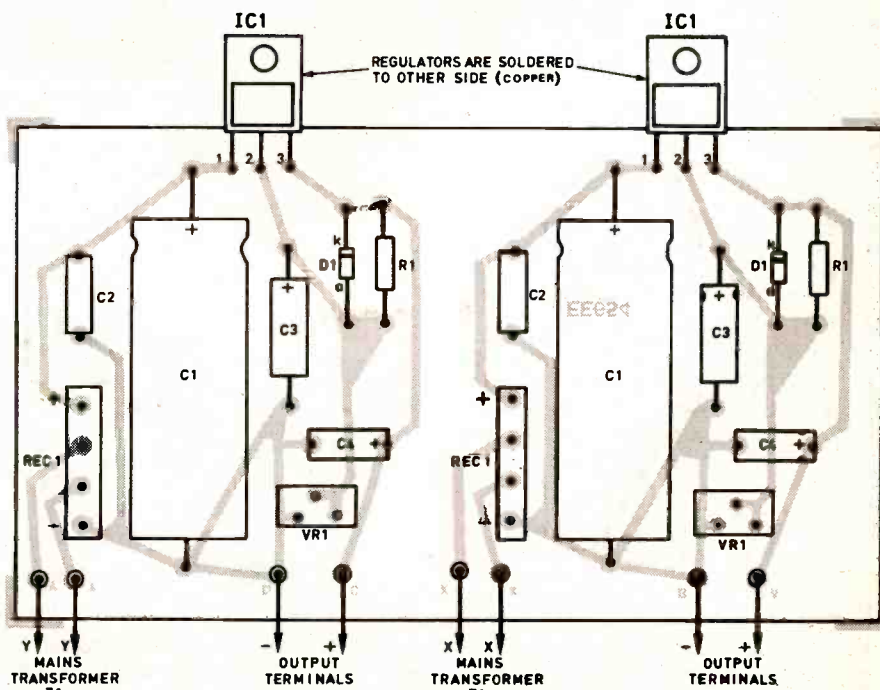 IC1 IC1
REGULATORS ARE SOLDERED
TO OTHER SIDE (COPPER)
1 2 3 1 2 3
+ +
k k
D1 R1 D1 R1
a
C2 + C2 +
EE024
C3 C3
C1 C1
+ +
C4 + C5 +
REC1 REC1
-
VR1 VR1
D C X X B
Y Y - + X X - +
MAINS OUTPUT MAINS OUTPUT
TRANSFORMER TERMINALS TRANSFORMER TERMINALS